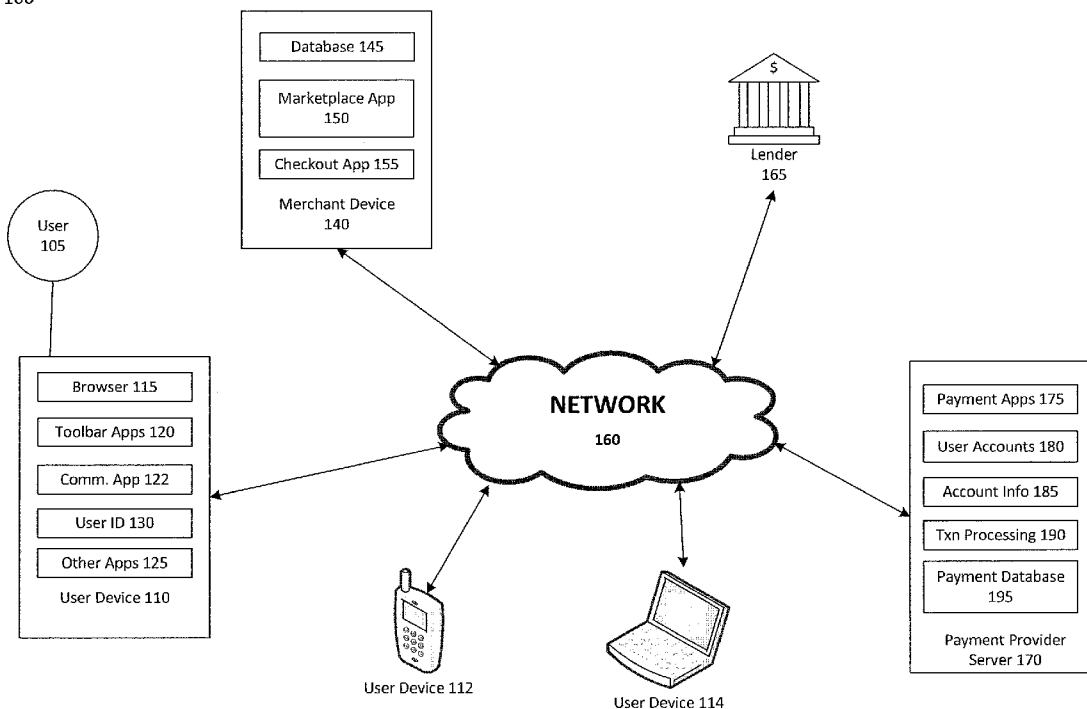 Database 145
Marketplace App
150
Checkout App 155
Merchant Device
140
$
Lender
165
User
105
Browser 115
Toolbar Apps 120
Comm. App 122
User ID 130
Other Apps 125
User Device 110
NETWORK
160
Payment Apps 175
User Accounts 180
Account Info 185
Txn Processing 190
Payment Database
195
Payment Provider
Server 170
User Device 112
User Device 114